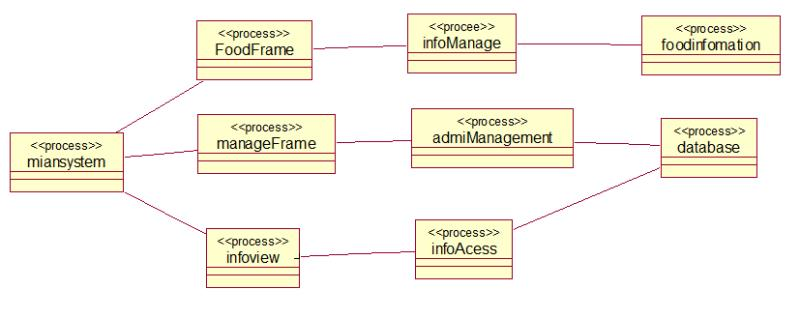 <<process>>
FoodFrame
<<procee>>
infoManage
<<process>>
foodinfomation
<<process>>
miansystem
<<process>>
manageFrame
<<process>>
admiManagement
<<process>>
database
<<process>>
infoview
<<process>>
infoAcess